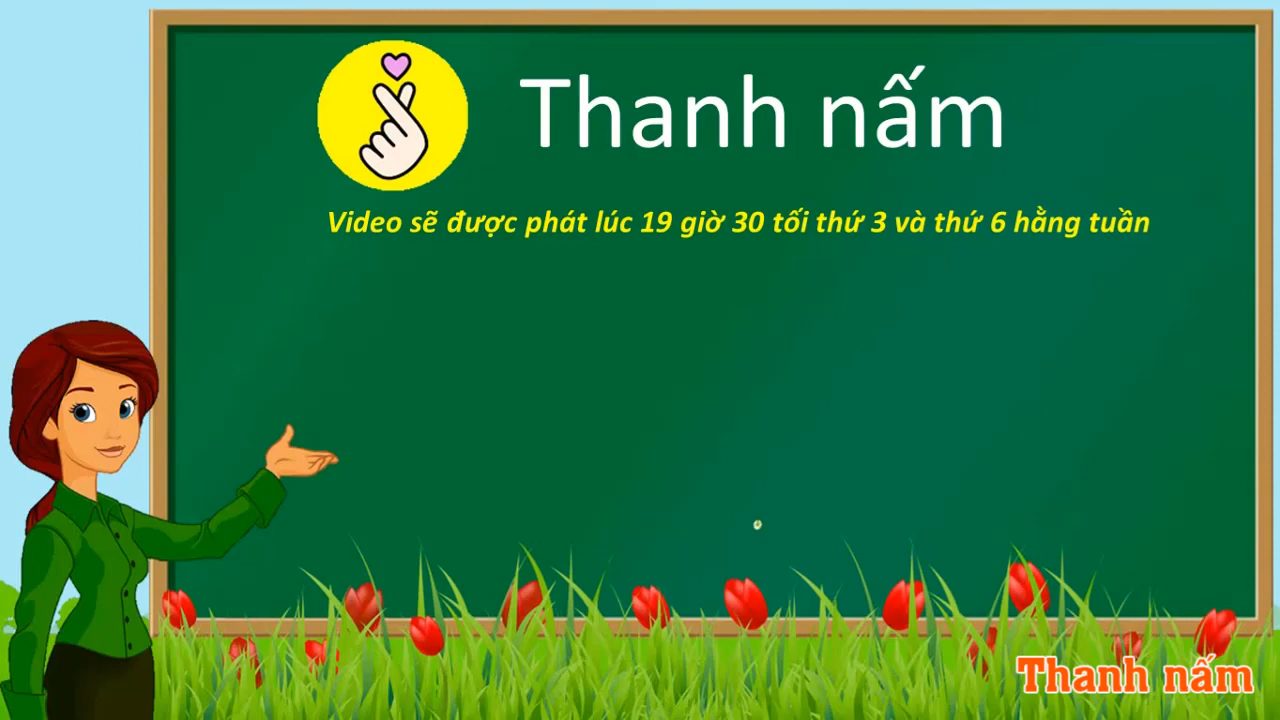 Thanh nấm
Video sẽ được phát lúc 19 giờ 30 tối thứ 3 và thứ 6 hằng tuần
Thanh nấm